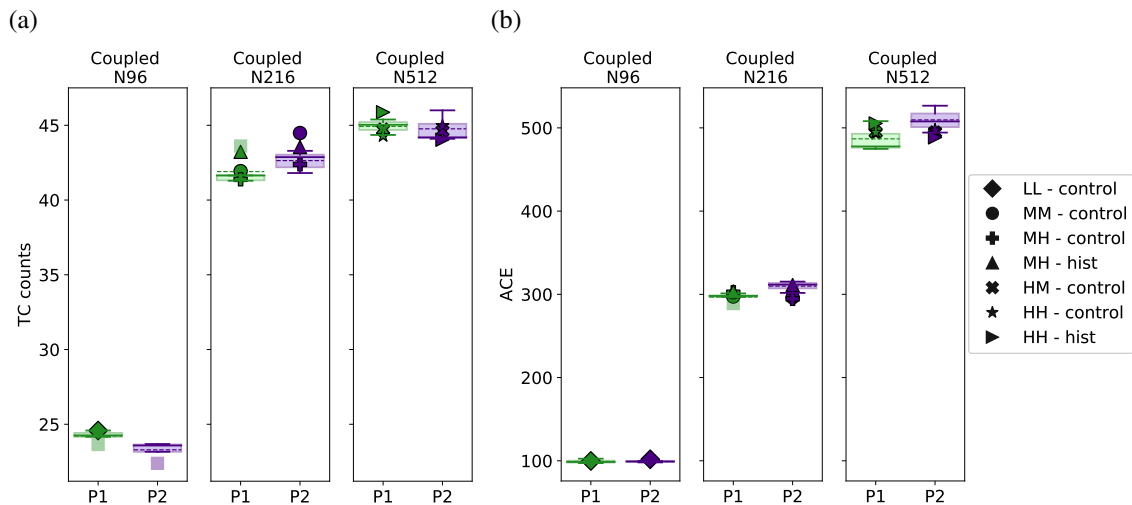 (a)
(b)
Coupled N96
Coupled N216
Coupled N512
Coupled N96
Coupled N216
Coupled N512
TC counts
45
40
35
30
25
P1 P2
P1 P2
P1 P2
ACE
500
400
300
200
100
P1 P2
P1 P2
P1 P2
LL - control
MM - control
MH - control
MH - hist
HM - control
HH - control
HH - hist